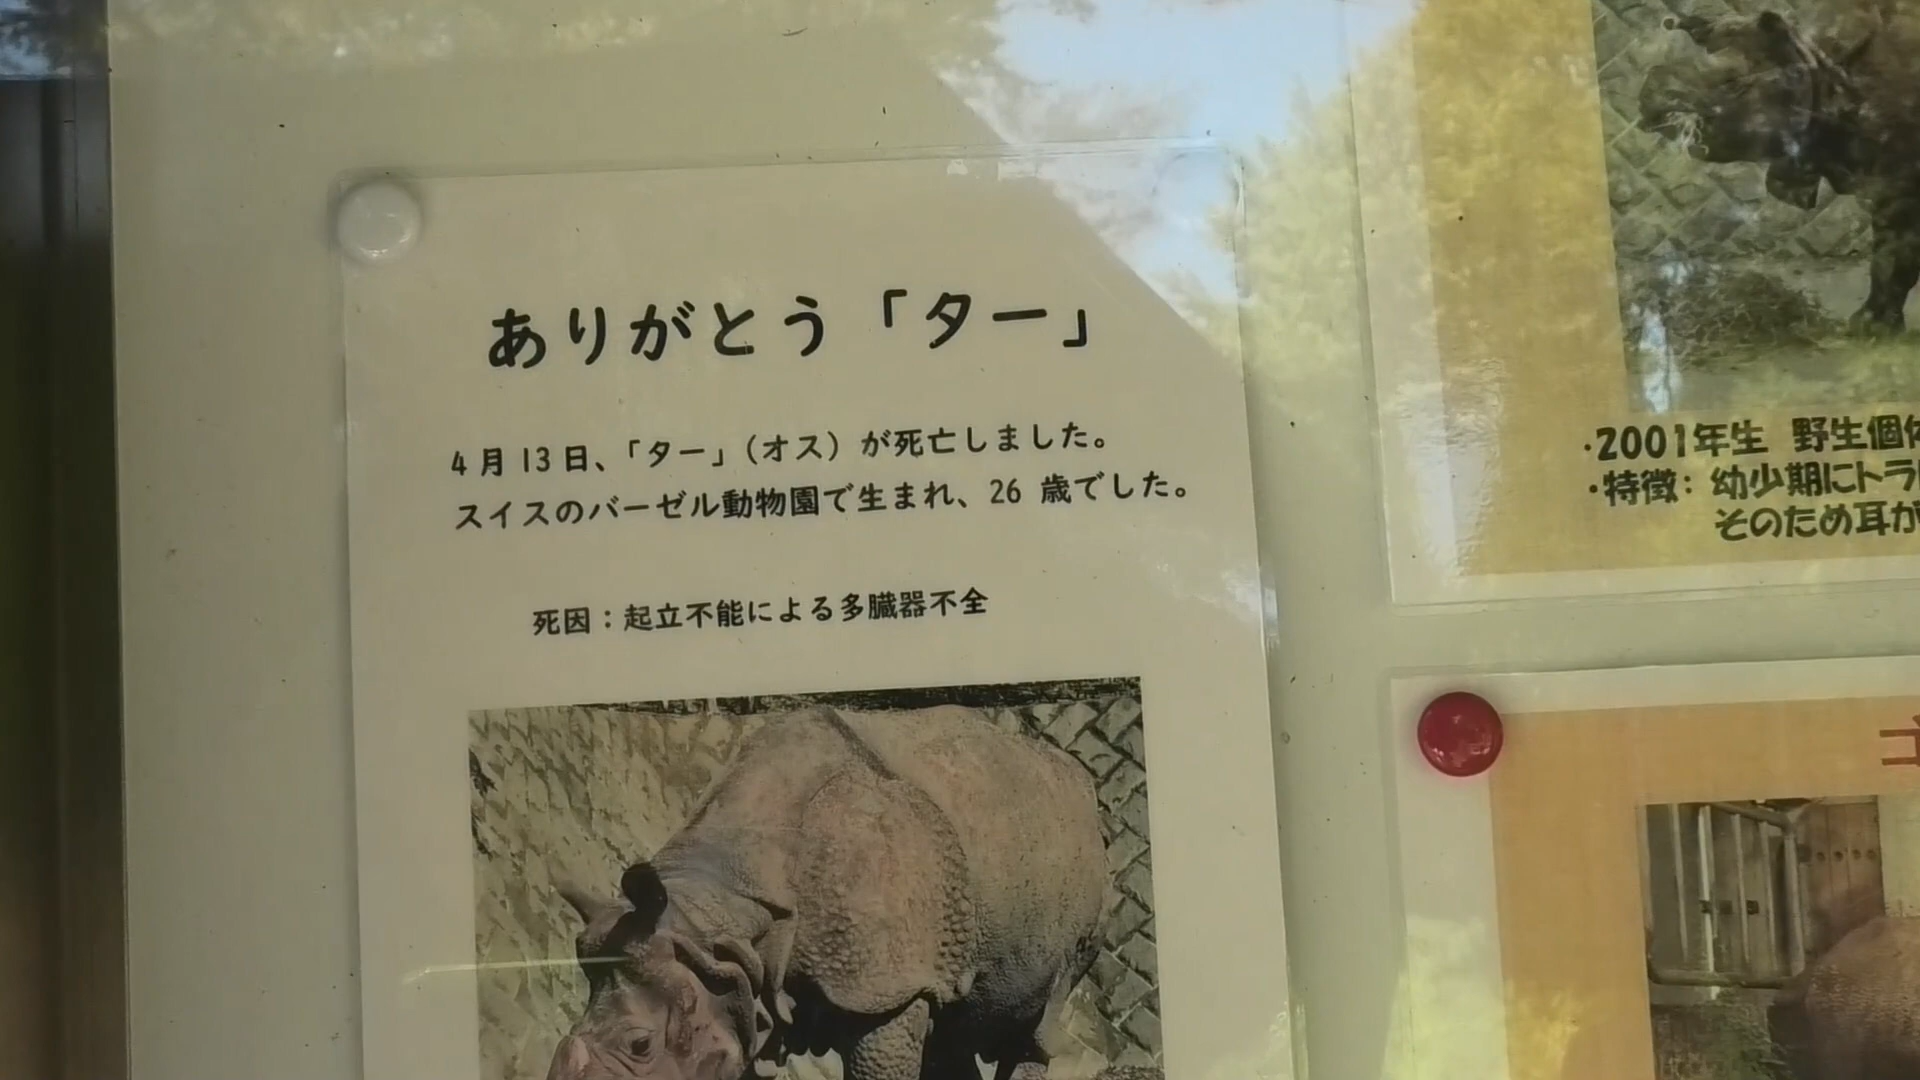 ありがとう「ター」
4月13日、「ター」（オス）が死亡しました。
スイスのバーゼル動物園で生まれ、26 歳でした。
死因：起立不能による多臓器不全
・2001年生 野生個体
・特徴：幼少期にトラ
そのため耳が